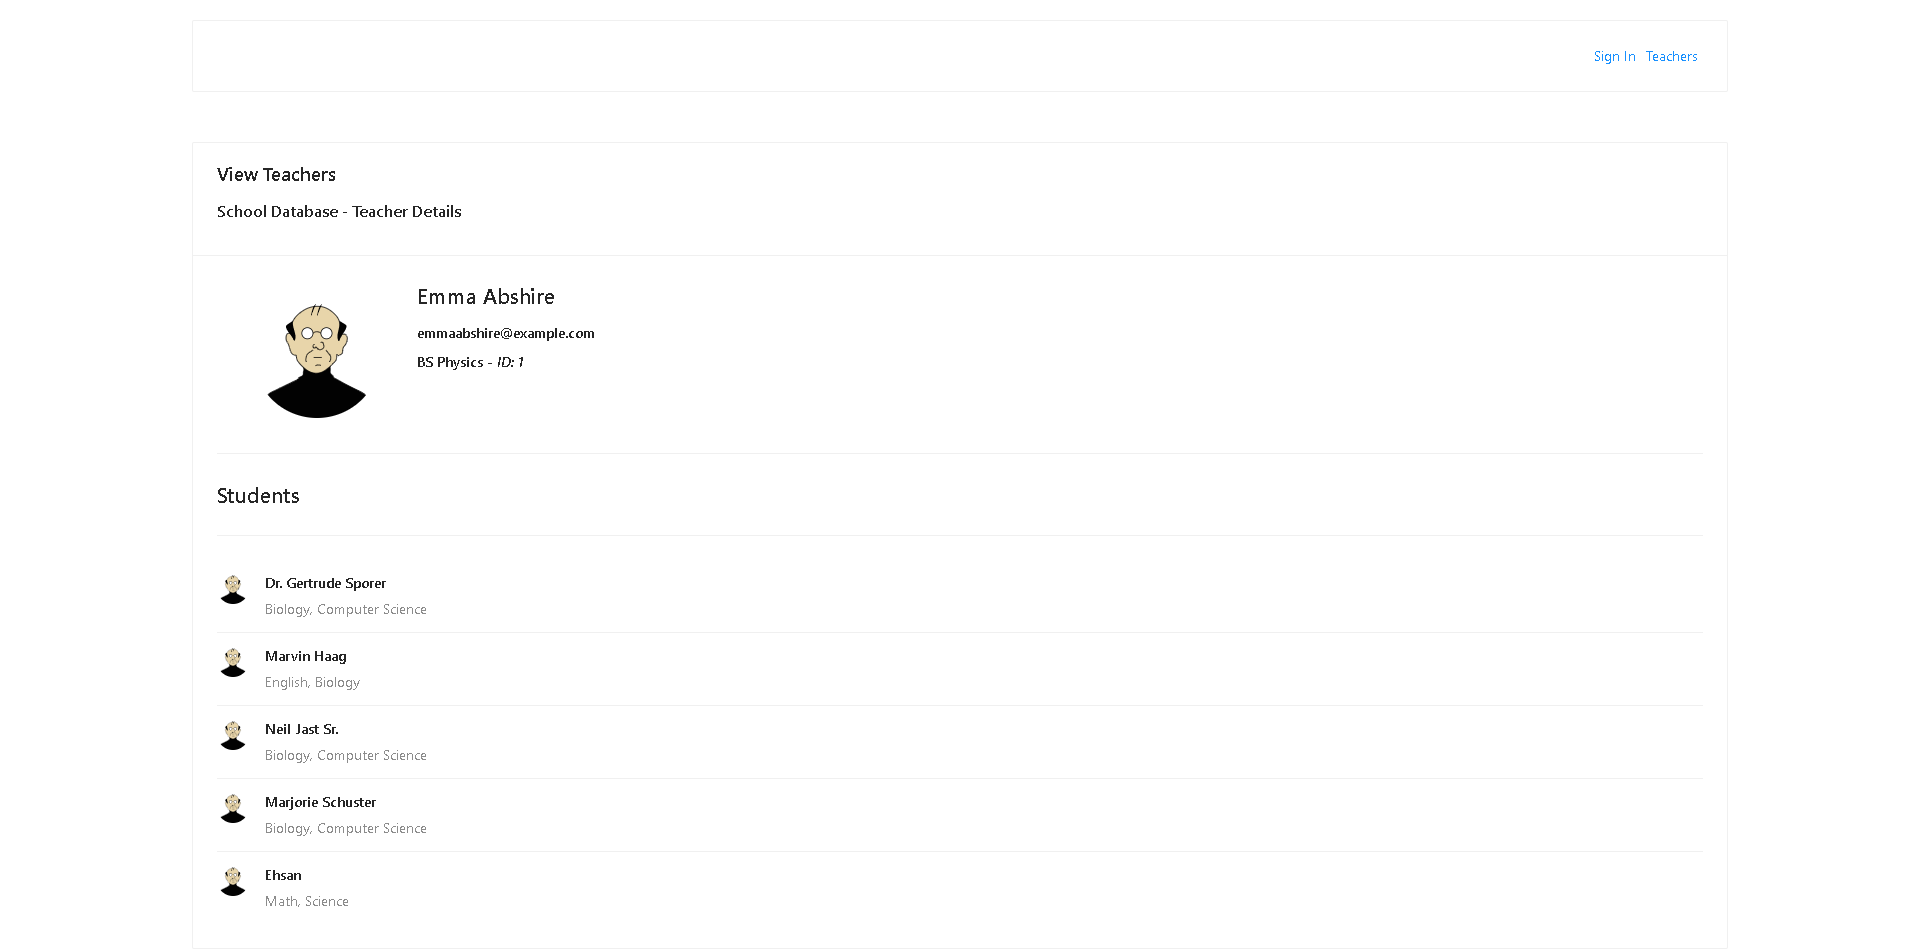 Sign In Teachers
View Teachers
School Database - Teacher Details
Emma Abshire
emmaabshire@example.com
BS Physics - ID: 1
Students
Dr. Gertrude Sporer
Biology, Computer Science
Marvin Haag
English, Biology
Neil Jast Sr.
Biology, Computer Science
Marjorie Schuster
Biology, Computer Science
Ehsan
Math, Science